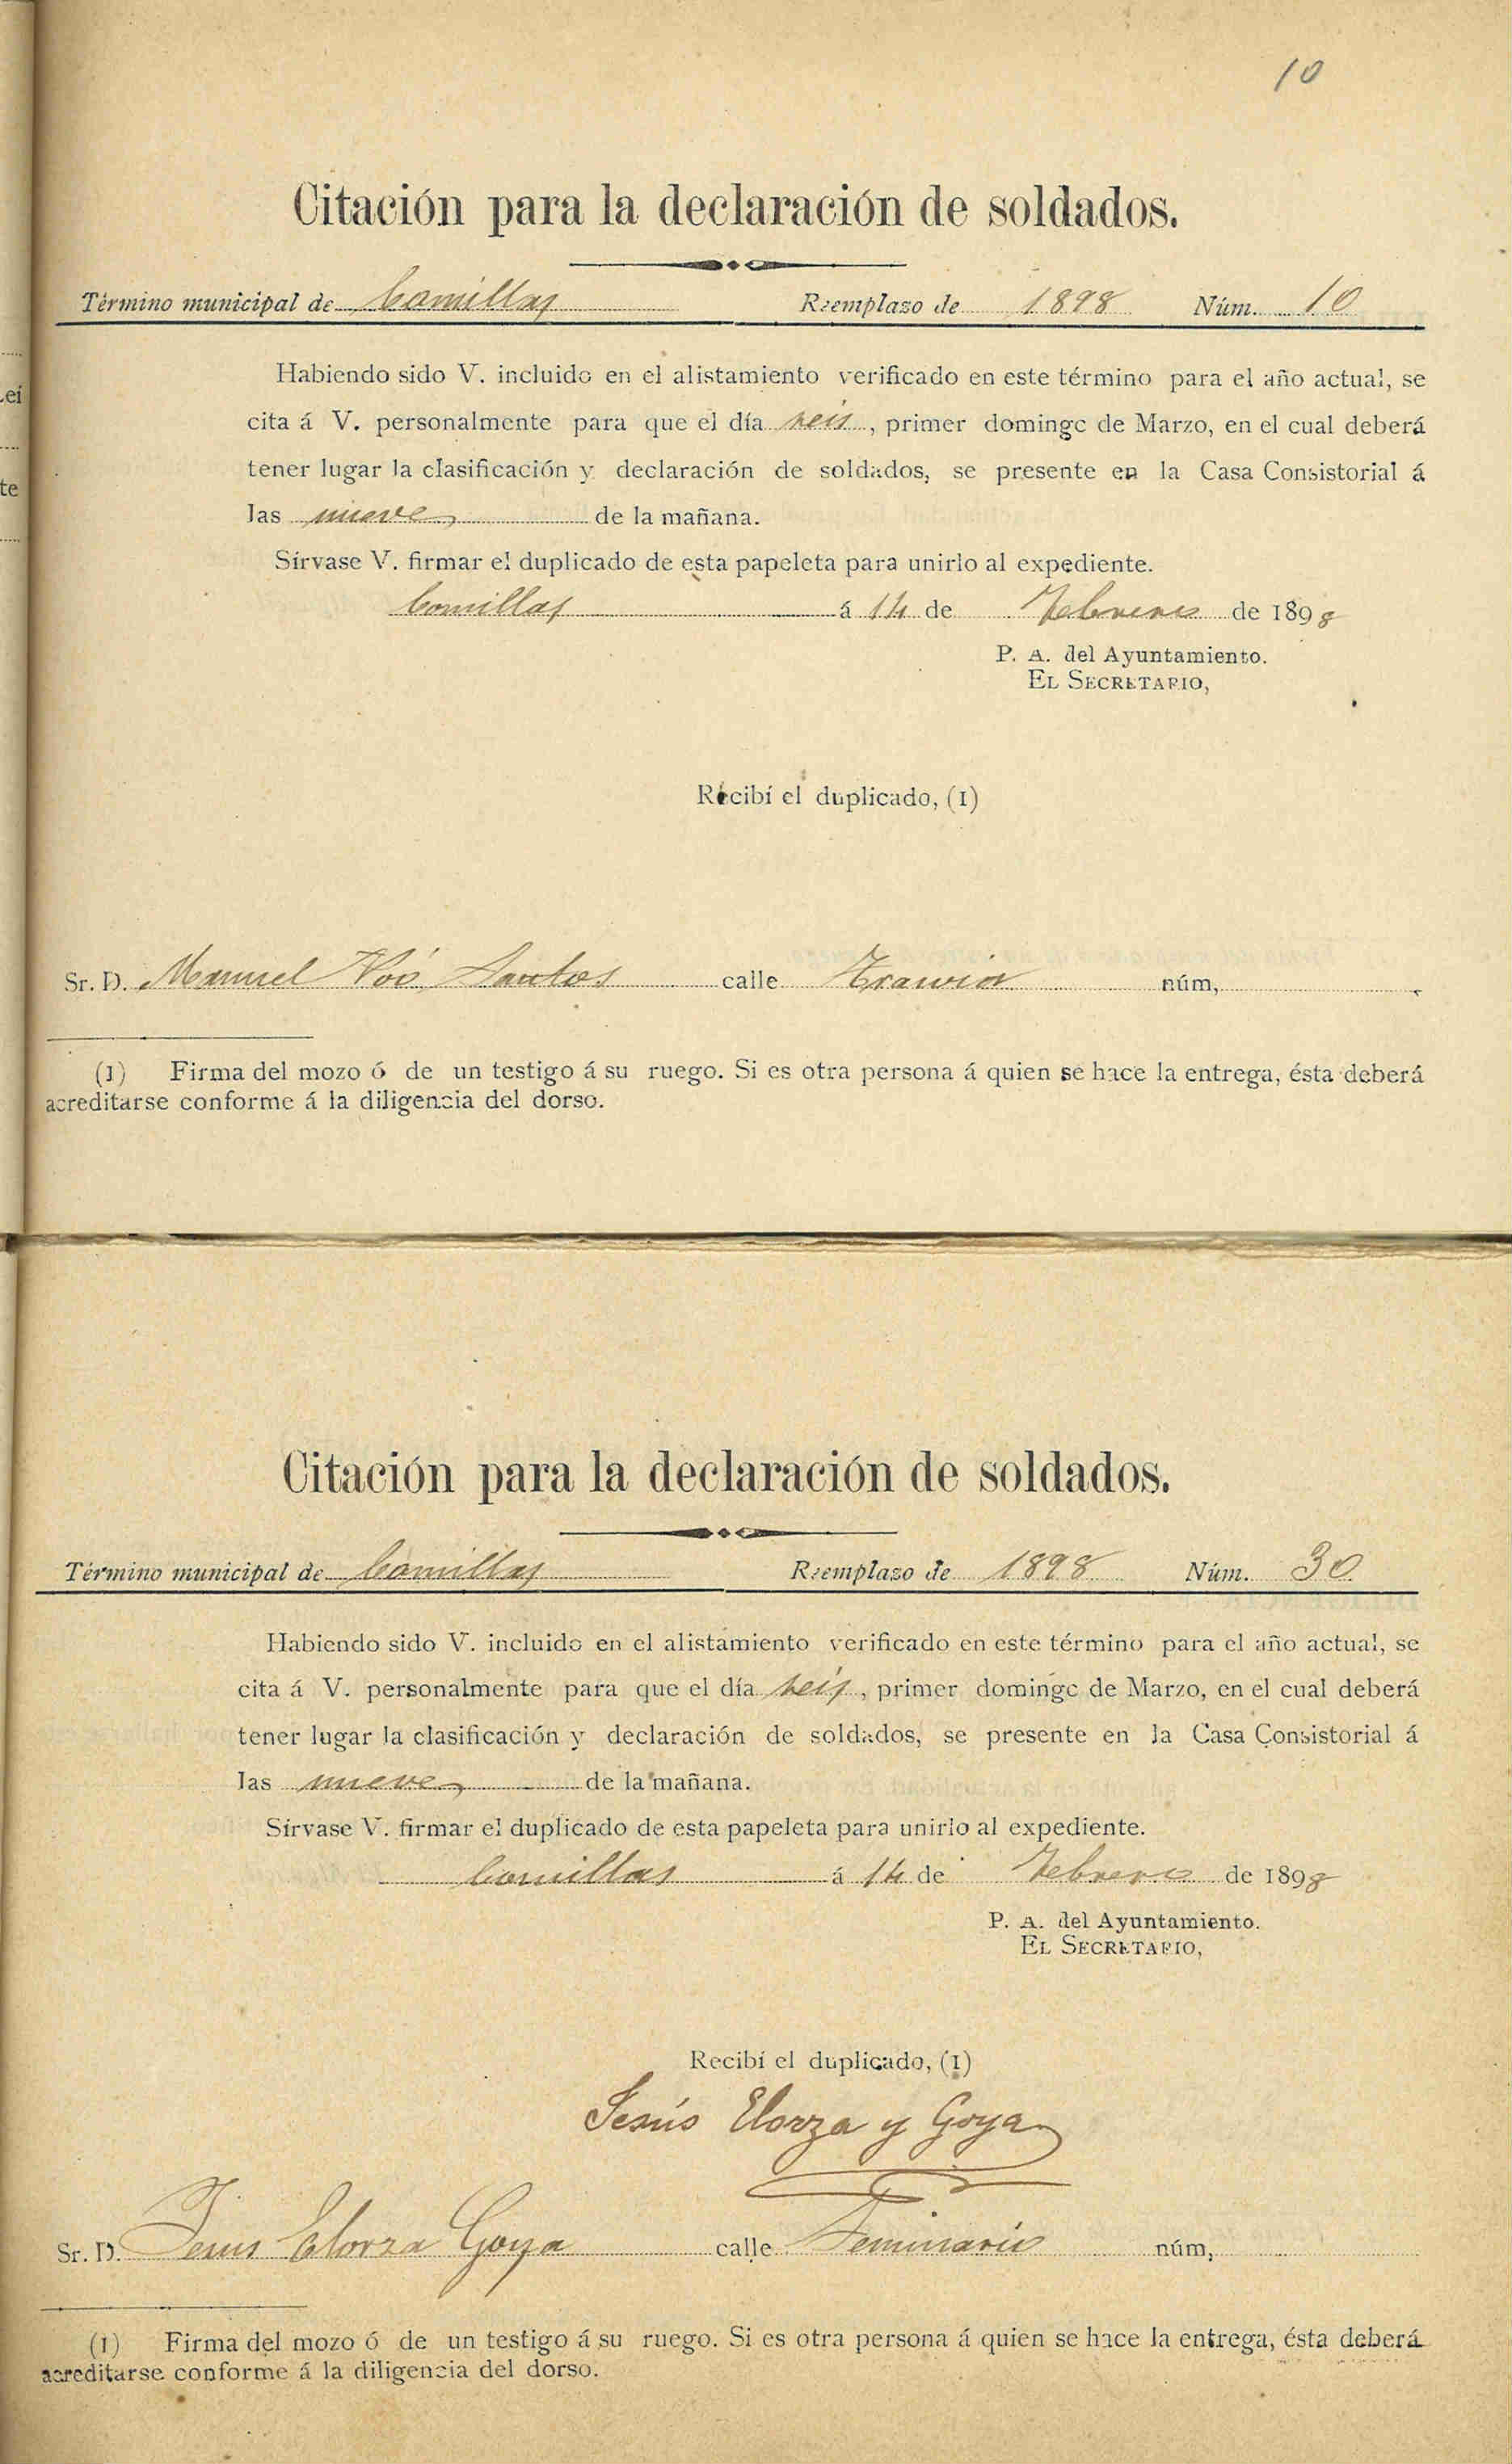 10
Citación para la declaración de soldados.
Término municipal de Comillas Reemplazo de 1898 Núm. 10
Habiendo sido V. incluido en el alistamiento verificado en este término para el año actual, se
cita á V. personalmente para que el día seis, primer domingo de Marzo, en el cual deberá
tener lugar la clasificación y declaración de soldados, se presente en la Casa Consistorial á
las nueve de la mañana.
Sírvase V. firmar el duplicado de esta papeleta para unirlo al expediente.
Comillas á 14 de Febrero de 1898
P. A. del Ayuntamiento.
EL SECRETARIO,
Recibí el duplicado, (1)
Sr. D. Manuel Noó Santos calle núm,
(1) Firma del mozo ó de un testigo á su ruego. Si es otra persona á quien se hace la entrega, ésta deberá
acreditarse conforme á la diligencia del dorso.
Citación para la declaración de soldados.
Término municipal de Comillas Reemplazo de 1898 Núm. 30
Habiendo sido V. incluido en el alistamiento verificado en este término para el año actual, se
cita á V. personalmente para que el día seis, primer domingo de Marzo, en el cual deberá
tener lugar la clasificación y declaración de soldados, se presente en la Casa Consistorial á
las nueve de la mañana.
Sírvase V. firmar el duplicado de esta papeleta para unirlo al expediente.
Comillas á 14 de Febrero de 1898
P. A. del Ayuntamiento.
EL SECRETARIO,
Recibí el duplicado, (1)
Jesús Elorza y Goya
Sr. D. Jesus Elorza Goya calle Seminario núm,
(1) Firma del mozo ó de un testigo á su ruego. Si es otra persona á quien se hace la entrega, ésta deberá
acreditarse conforme á la diligencia del dorso.